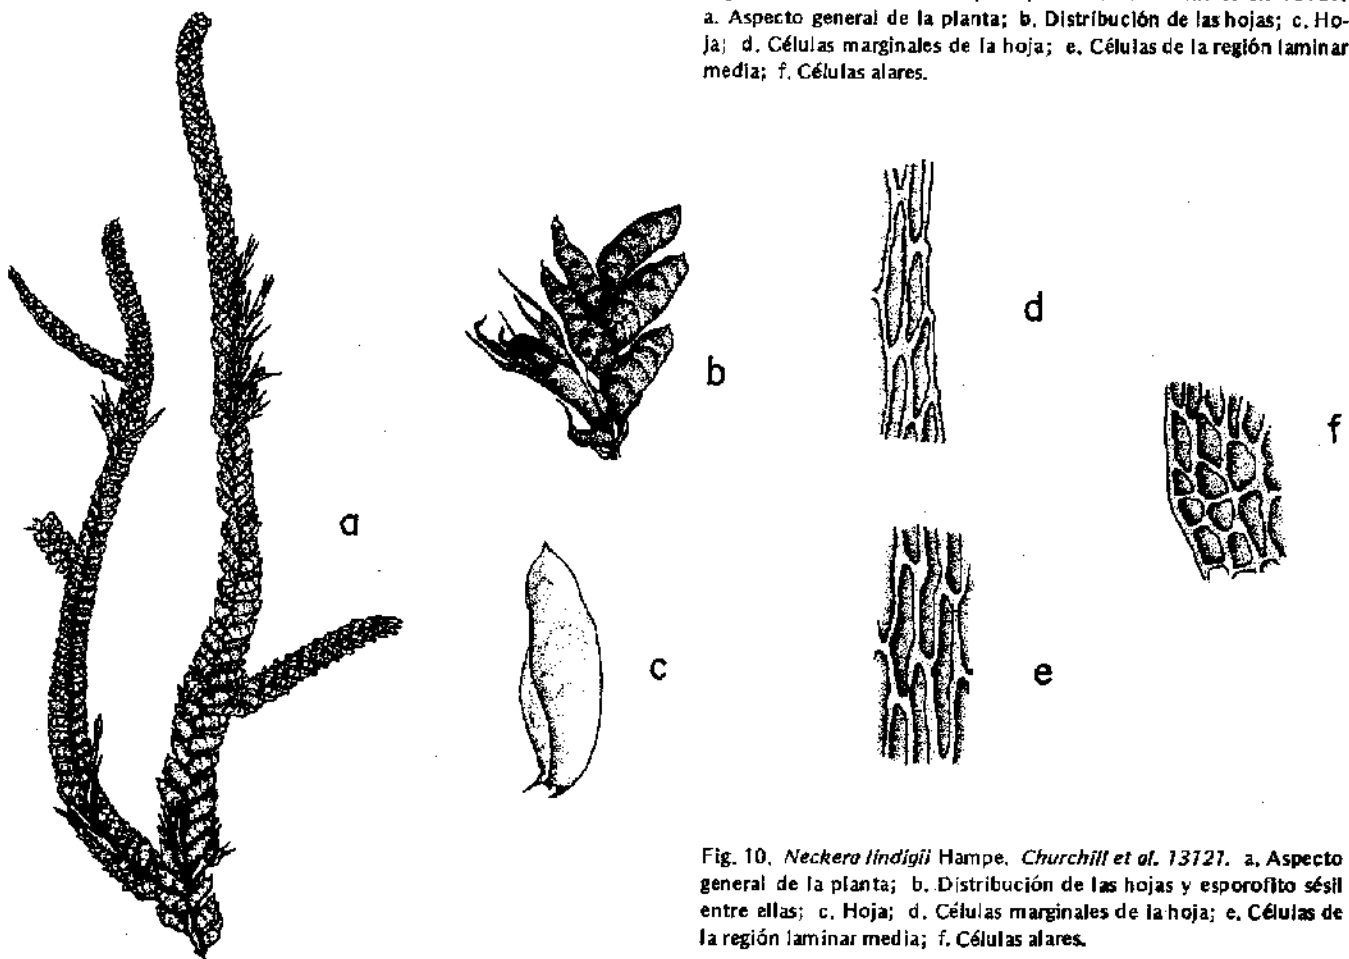 a. Aspecto general de la planta; b. Distribución de las hojas; c. Ho-
ja; d. Células marginales de la hoja; e. Células de la región laminar
media; f. Células alares.
a
b
c
d
e
f
Fig. 10. Neckera lindigii Hampe. Churchill et al. 13121. a. Aspecto
general de la planta; b. Distribución de las hojas y esporofito sésil
entre ellas; c. Hoja; d. Células marginales de la hoja; e. Células de
la región laminar media; f. Células alares.